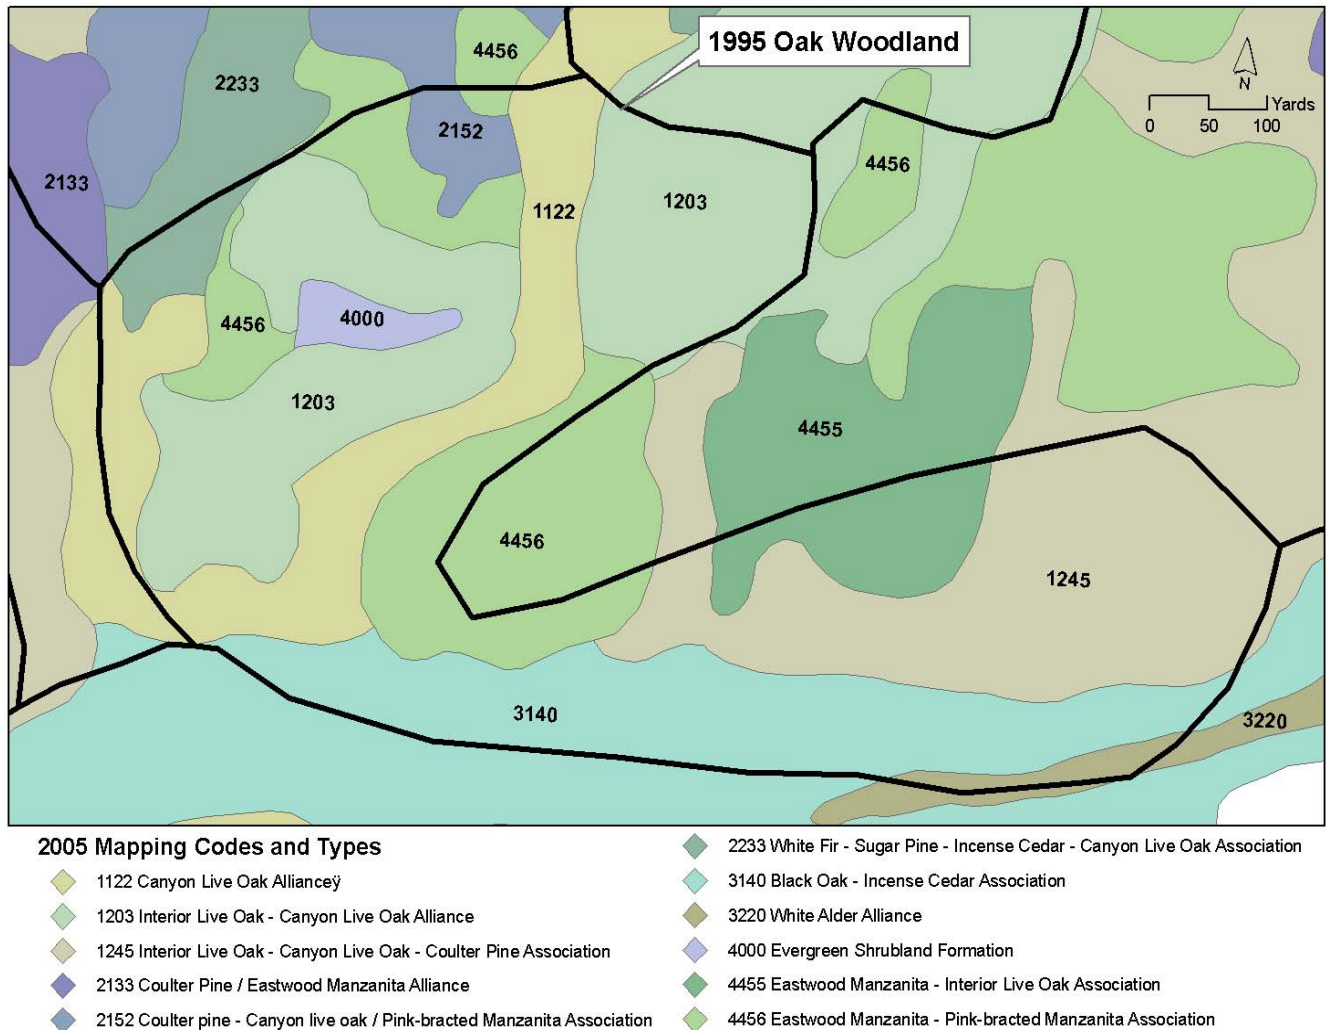 1995 Oak Woodland
4456
2233
N
Yards
0 50 100
2152
4456
2133
1203
1122
4000
4456
1203
4455
4456
1245
3140
3220
2005 Mapping Codes and Types
1122 Canyon Live Oak Allianceÿ
1203 Interior Live Oak - Canyon Live Oak Alliance
1245 Interior Live Oak - Canyon Live Oak - Coulter Pine Association
2133 Coulter Pine / Eastwood Manzanita Alliance
2152 Coulter pine - Canyon live oak / Pink-bracted Manzanita Association
2233 White Fir - Sugar Pine - Incense Cedar - Canyon Live Oak Association
3140 Black Oak - Incense Cedar Association
3220 White Alder Alliance
4000 Evergreen Shrubland Formation
4455 Eastwood Manzanita - Interior Live Oak Association
4456 Eastwood Manzanita - Pink-bracted Manzanita Association